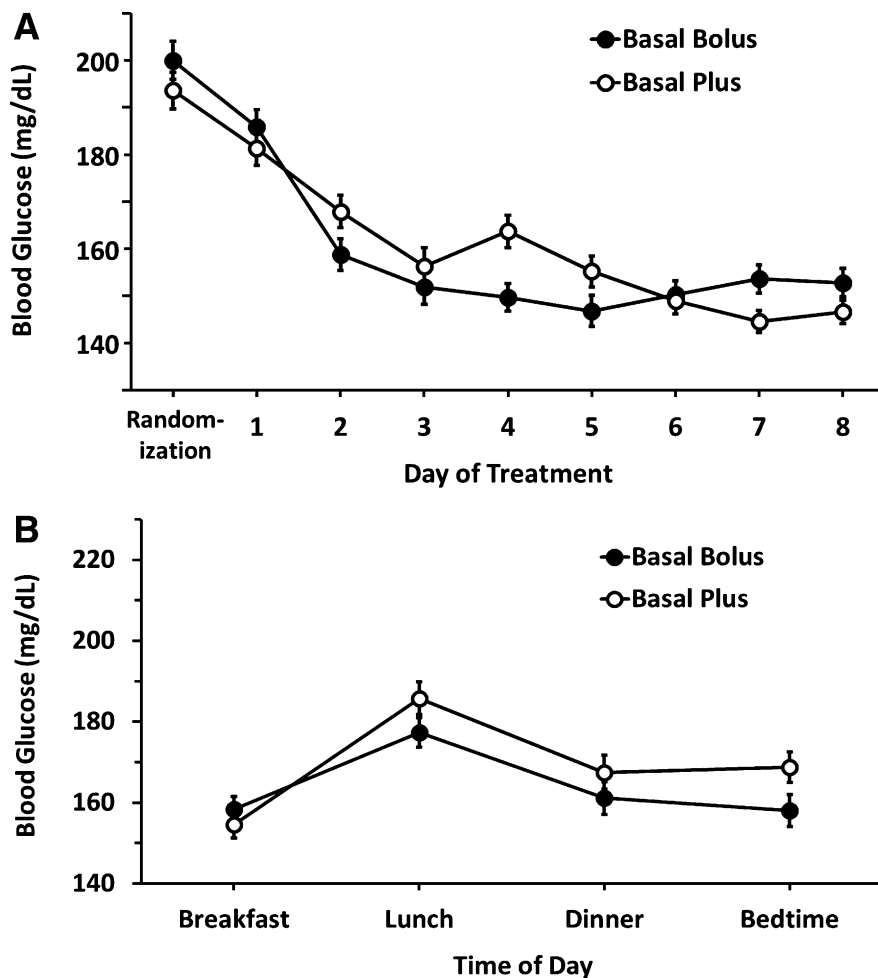 A
Basal Bolus
Basal Plus
Blood Glucose (mg/dL)
200
180
160
140
Random-
ization
1 2 3 4 5 6 7 8
Day of Treatment
B
Basal Bolus
Basal Plus
Blood Glucose (mg/dL)
220
200
180
160
140
Breakfast Lunch Dinner Bedtime
Time of Day